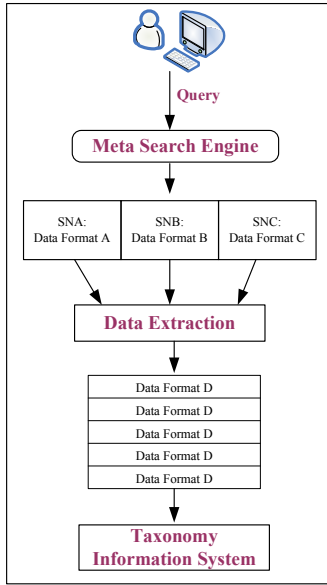 Query
Meta Search Engine
SNA:
Data Format A
SNB:
Data Format B
SNC:
Data Format C
Data Extraction
Data Format D
Data Format D
Data Format D
Data Format D
Data Format D
Taxonomy
Information System